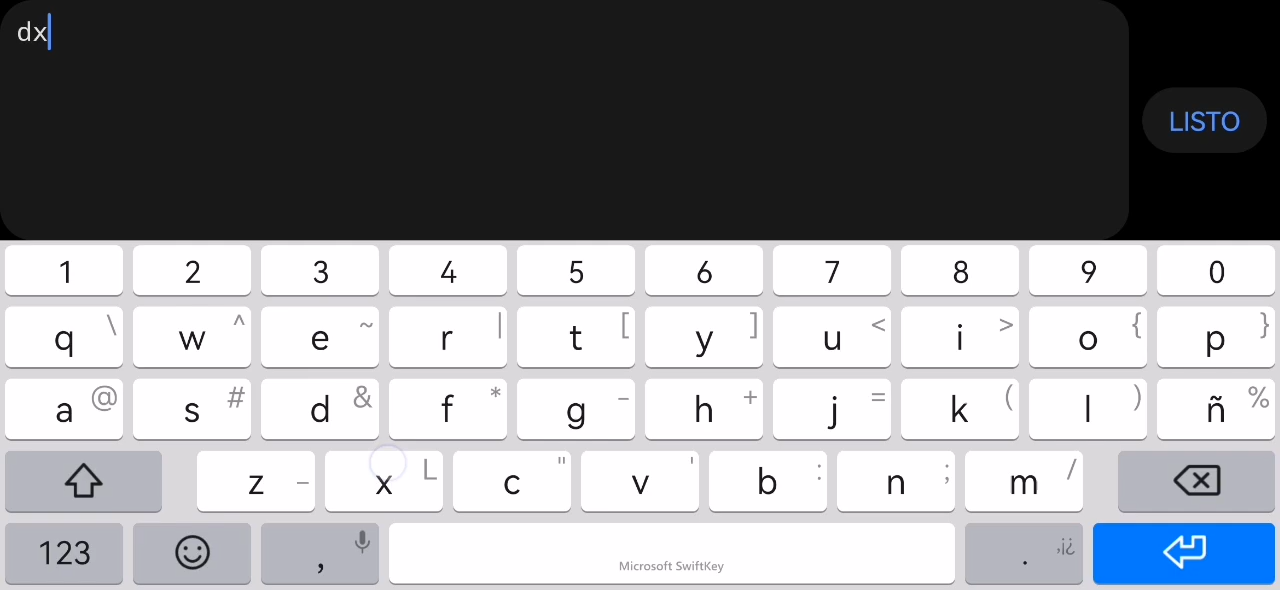 dx
LISTO
1 2 3 4 5 6 7 8 9 0
q \ w ^ e ~ r | t [ y ] u < i > o { p }
a @ s # d & f * g – h + j = k ( l ) ñ %
z _ x L c " v ' b : n ; m /
123 , Microsoft SwiftKey . ,¡¿